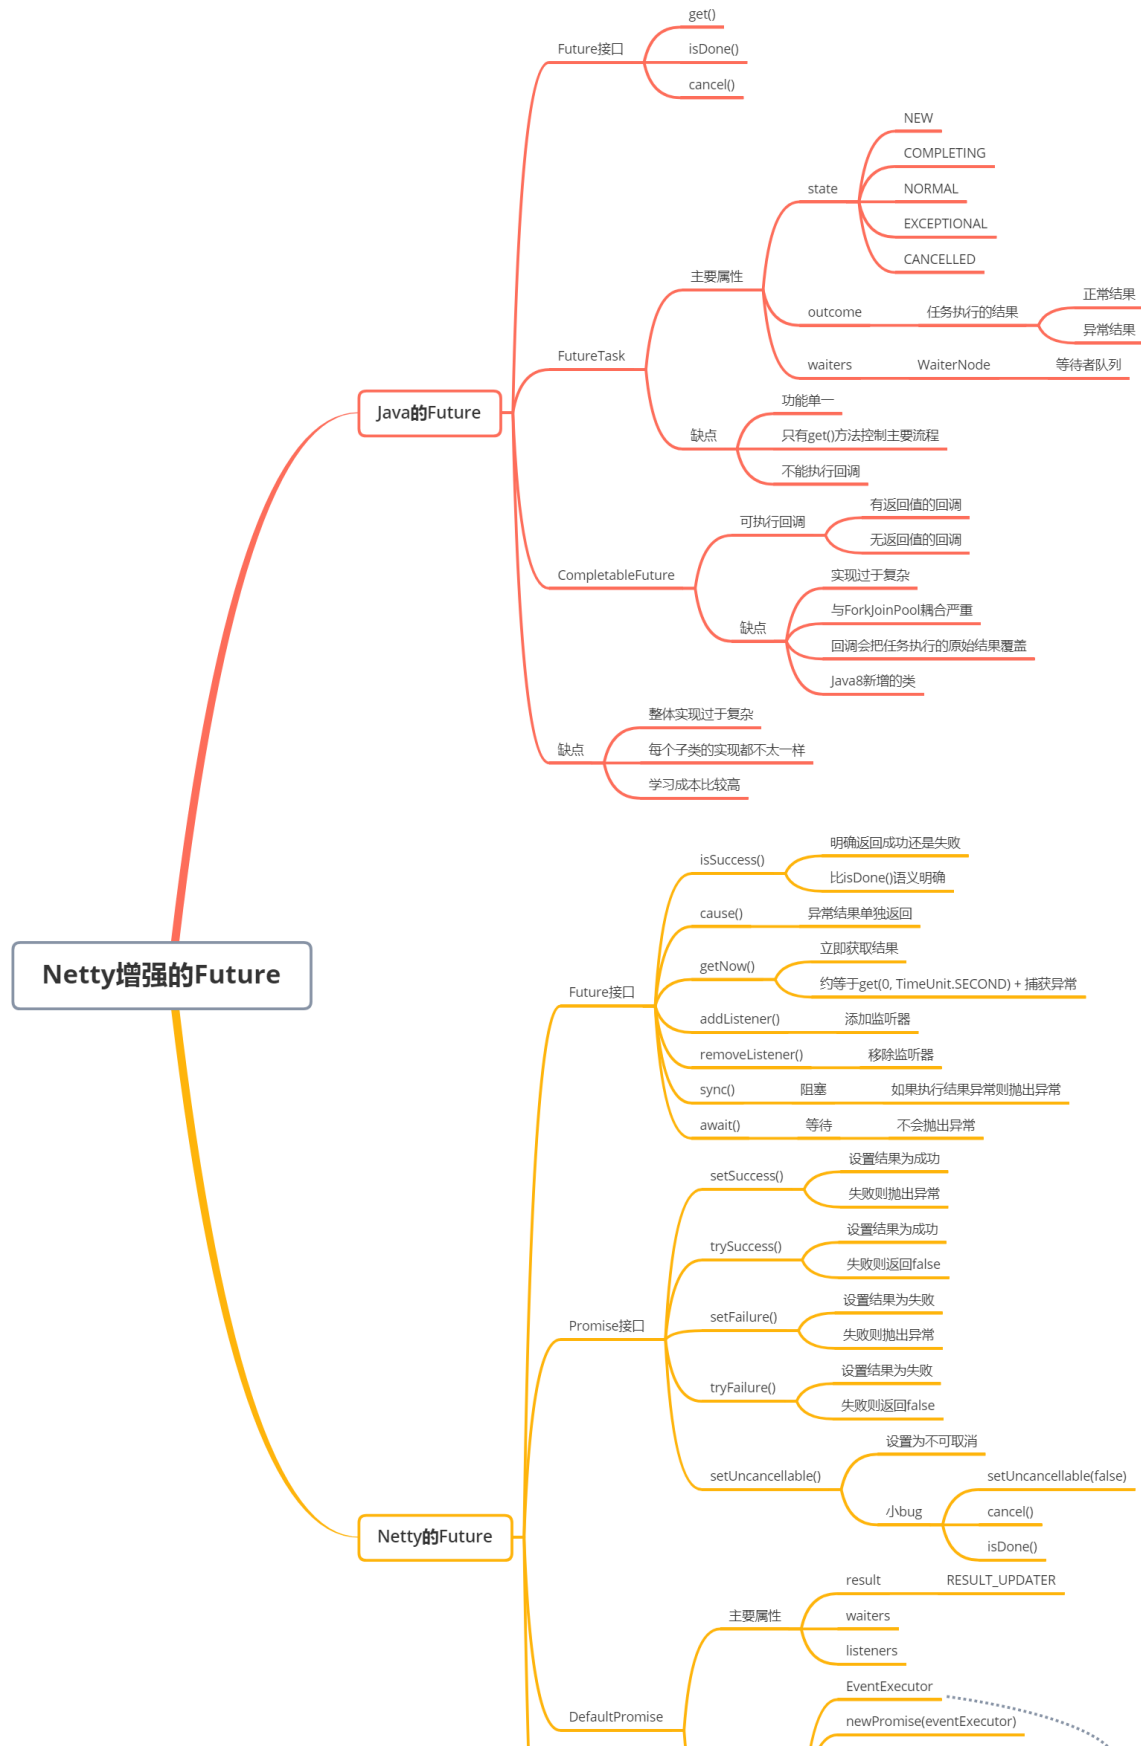 Netty增强的Future
Java的Future
Future接口
get()
isDone()
cancel()
FutureTask
主要属性
state
NEW
COMPLETING
NORMAL
EXCEPTIONAL
CANCELLED
outcome
任务执行的结果
正常结果
异常结果
waiters
WaiterNode
等待者队列
缺点
功能单一
只有get()方法控制主要流程
不能执行回调
CompletableFuture
可执行回调
有返回值的回调
无返回值的回调
缺点
实现过于复杂
与ForkJoinPool耦合严重
回调会把任务执行的原始结果覆盖
Java8新增的类
缺点
整体实现过于复杂
每个子类的实现都不太一样
学习成本比较高
Netty的Future
Future接口
isSuccess()
明确返回成功还是失败
比isDone()语义明确
cause()
异常结果单独返回
getNow()
立即获取结果
约等于get(0, TimeUnit.SECOND) + 捕获异常
addListener()
添加监听器
removeListener()
移除监听器
sync()
阻塞
如果执行结果异常则抛出异常
await()
等待
不会抛出异常
Promise接口
setSuccess()
设置结果为成功
失败则抛出异常
trySuccess()
设置结果为成功
失败则返回false
setFailure()
设置结果为失败
失败则抛出异常
tryFailure()
设置结果为失败
失败则返回false
setUncancellable()
设置为不可取消
小bug
setUncancellable(false)
cancel()
isDone()
DefaultPromise
主要属性
result
RESULT_UPDATER
waiters
listeners
EventExecutor
newPromise(eventExecutor)